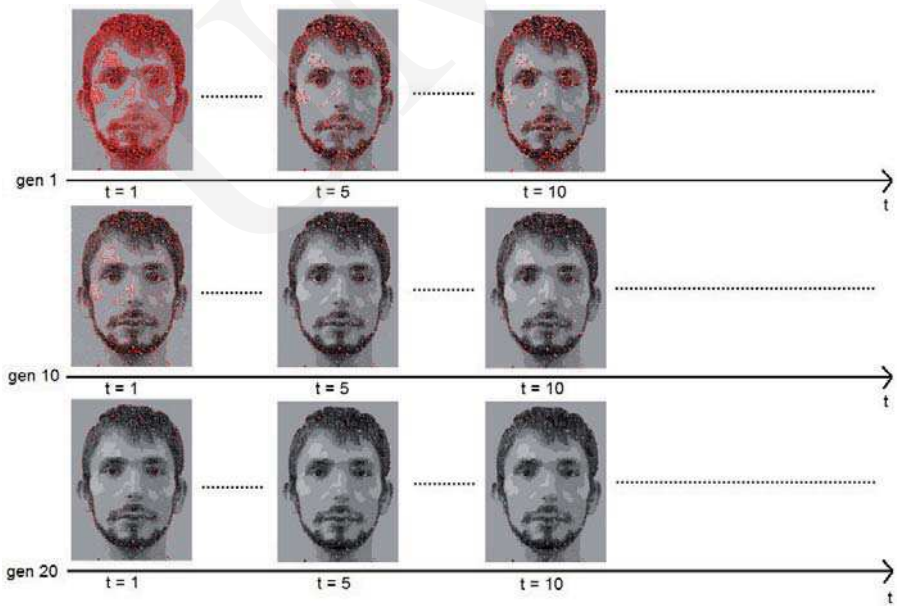 gen 1
t = 1 t = 5 t = 10 t
gen 10
t = 1 t = 5 t = 10 t
gen 20
t = 1 t = 5 t = 10 t